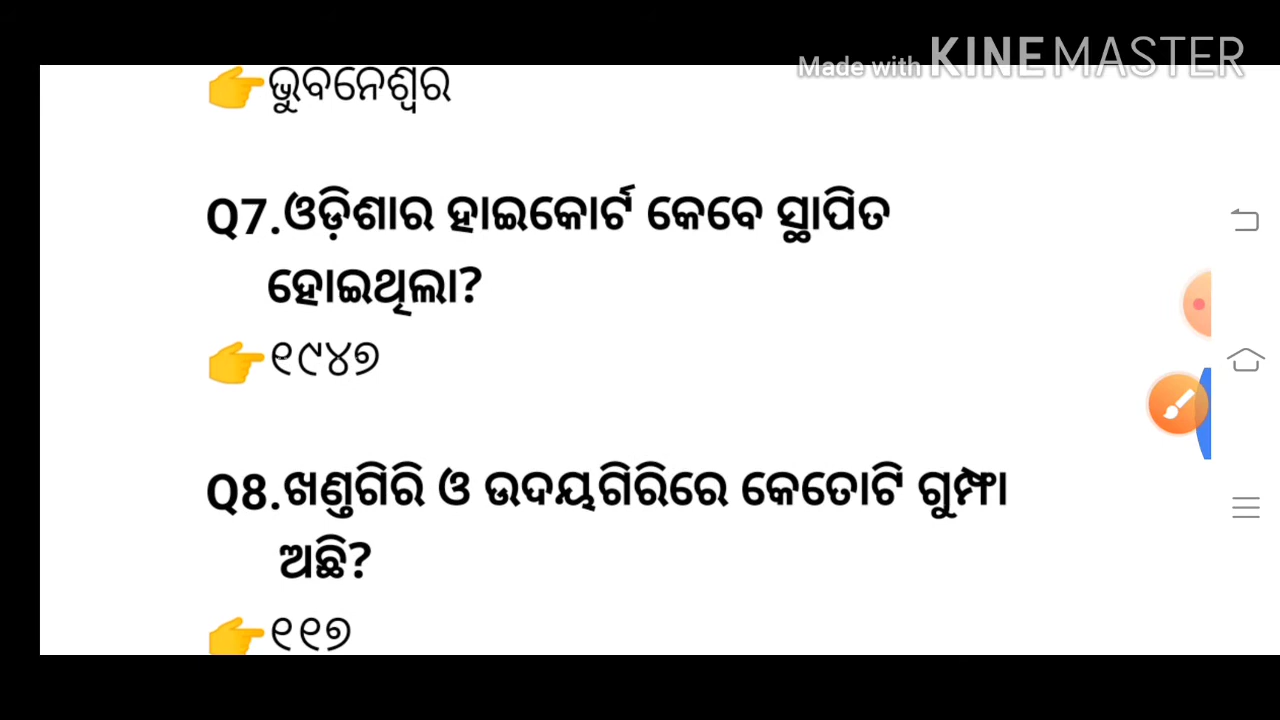 Made with KINEMASTER
👉ଭୁବନେଶ୍ୱର
Q7.ଓଡ଼ିଶାର ହାଇକୋର୍ଟ କେବେ ସ୍ଥାପିତ
ହୋଇଥିଲା?
👉୧୯୪୭
Q8.ଖଣ୍ଡଗିରି ଓ ଉଦୟଗିରିରେ କେତୋଟି ଗୁମ୍ଫା
ଅଛି?
👉୧୧୭